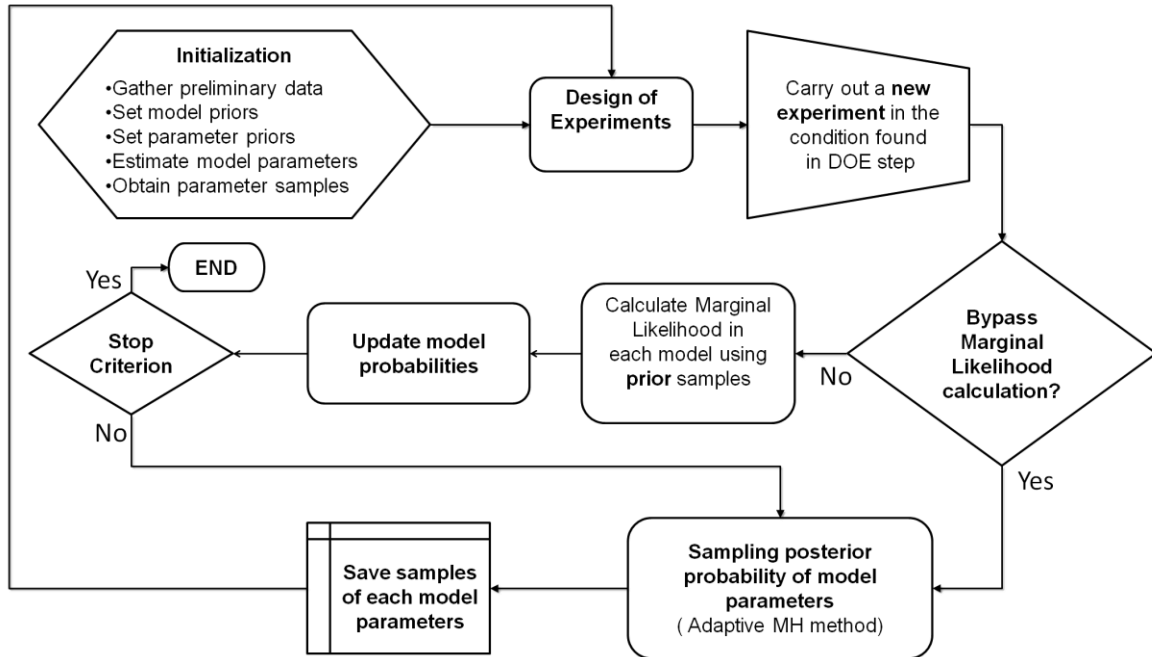 Initialization
•Gather preliminary data
•Set model priors
•Set parameter priors
•Estimate model parameters
•Obtain parameter samples
Design of
Experiments
Carry out a new
experiment in the
condition found
in DOE step
Bypass
Marginal
Likelihood
calculation?
No
Yes
Calculate Marginal
Likelihood in
each model using
prior samples
Update model
probabilities
Stop
Criterion
Yes
END
No
Sampling posterior
probability of model
parameters
( Adaptive MH method)
Save samples
of each model
parameters